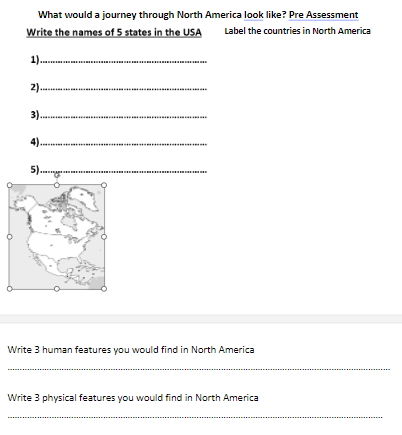 What would a journey through North America look like? Pre Assessment
Write the names of 5 states in the USA
Label the countries in North America
1)..........................................................
2)..........................................................
3)..........................................................
4)..........................................................
5)..........................................................
Write 3 human features you would find in North America
........................................................................................................................
Write 3 physical features you would find in North America
........................................................................................................................